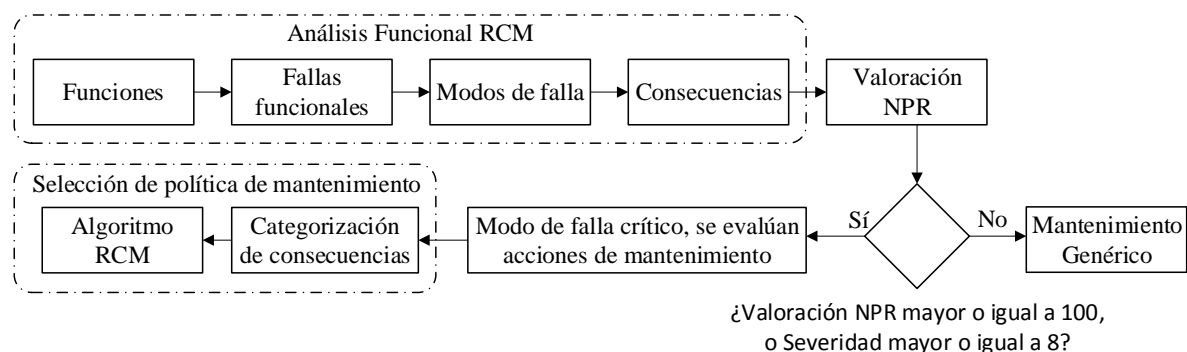 Análisis Funcional RCM
Funciones
Fallas
funcionales
Modos de falla
Consecuencias
Valoración
NPR
Selección de política de mantenimiento
Algoritmo
RCM
Categorización
de consecuencias
Modo de falla crítico, se evalúan
acciones de mantenimiento
Sí
No
Mantenimiento
Genérico
¿Valoración NPR mayor o igual a 100,
o Severidad mayor o igual a 8?